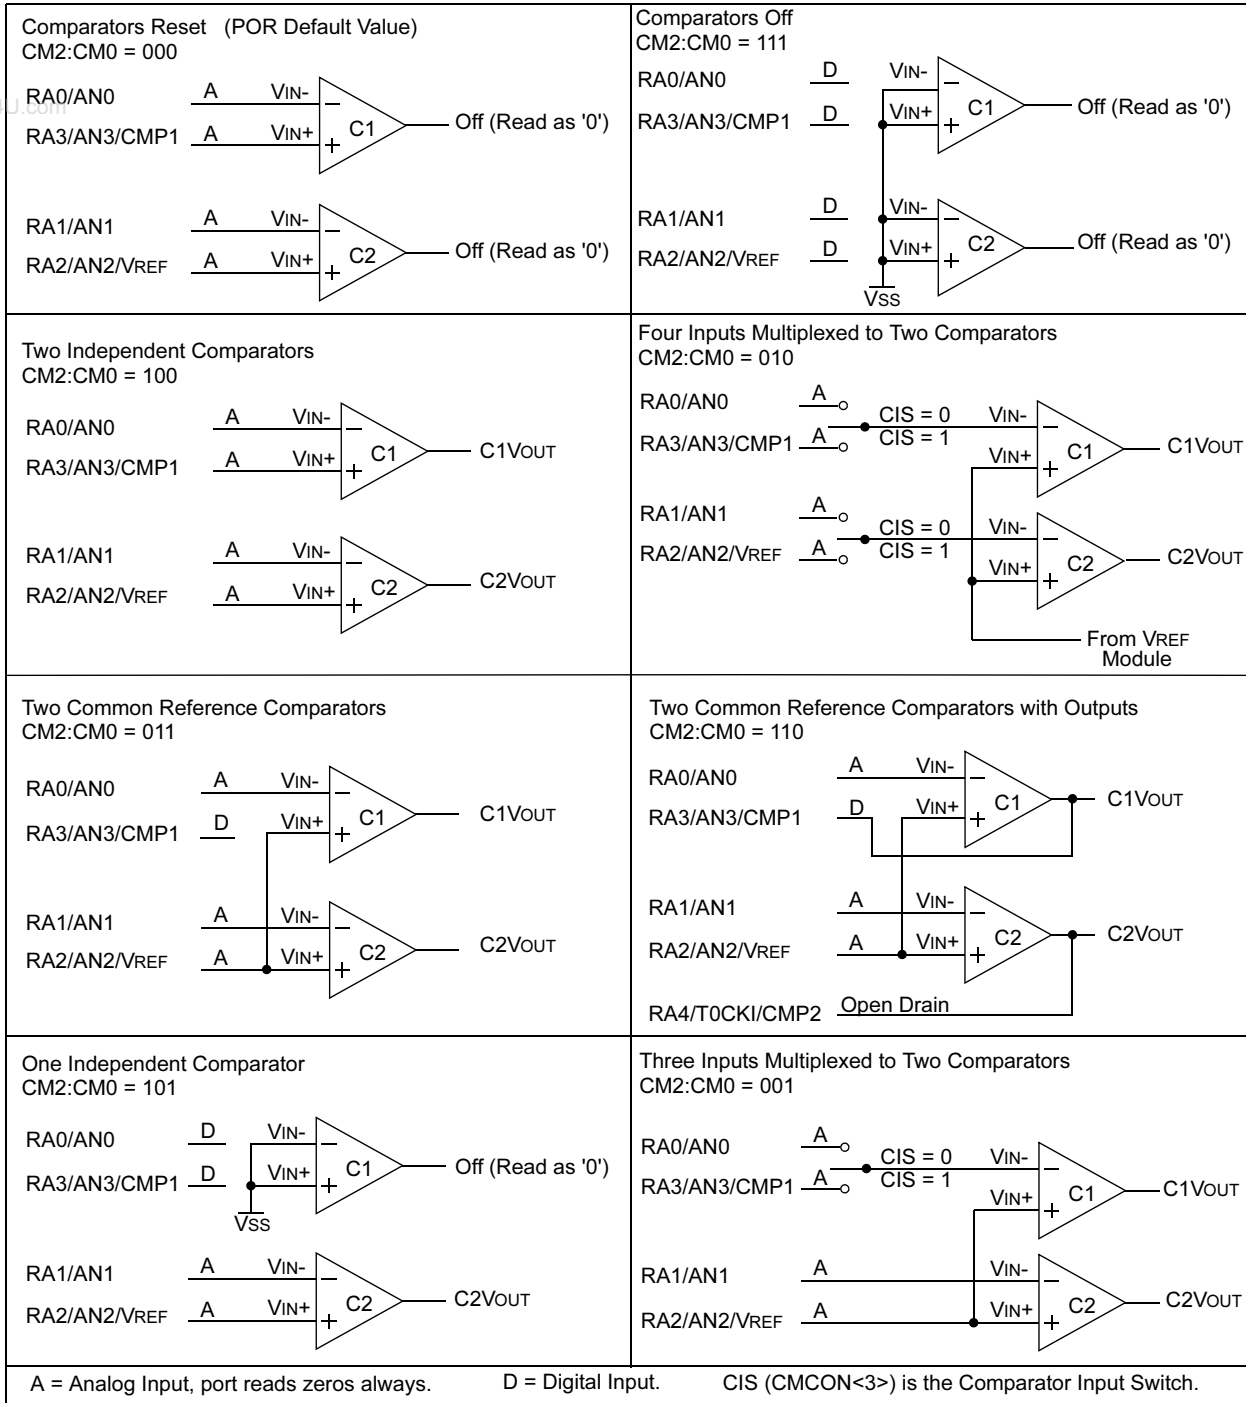 Comparators Reset (POR Default Value)
CM2:CM0 = 000
RA0/AN0 A VIN- −
4U.com
C1 Off (Read as '0')
RA3/AN3/CMP1 A VIN+ +
RA1/AN1 A VIN- −
C2 Off (Read as '0')
RA2/AN2/VREF A VIN+ +
Comparators Off
CM2:CM0 = 111
RA0/AN0 D VIN- −
C1 Off (Read as '0')
RA3/AN3/CMP1 D VIN+ +
RA1/AN1 D VIN- −
C2 Off (Read as '0')
RA2/AN2/VREF D VIN+ +
VSS
Two Independent Comparators
CM2:CM0 = 100
RA0/AN0 A VIN- −
C1 C1VOUT
RA3/AN3/CMP1 A VIN+ +
RA1/AN1 A VIN- −
C2 C2VOUT
RA2/AN2/VREF A VIN+ +
Four Inputs Multiplexed to Two Comparators
CM2:CM0 = 010
RA0/AN0 A CIS = 0 VIN- −
C1 C1VOUT
RA3/AN3/CMP1 A CIS = 1 VIN+ +
RA1/AN1 A CIS = 0 VIN- −
C2 C2VOUT
RA2/AN2/VREF A CIS = 1 VIN+ +
From VREF
Module
Two Common Reference Comparators
CM2:CM0 = 011
RA0/AN0 A VIN- −
C1 C1VOUT
RA3/AN3/CMP1 D VIN+ +
RA1/AN1 A VIN- −
C2 C2VOUT
RA2/AN2/VREF A VIN+ +
Two Common Reference Comparators with Outputs
CM2:CM0 = 110
RA0/AN0 A VIN- −
C1 C1VOUT
RA3/AN3/CMP1 D VIN+ +
RA1/AN1 A VIN- −
C2 C2VOUT
RA2/AN2/VREF A VIN+ +
RA4/T0CKI/CMP2 Open Drain
One Independent Comparator
CM2:CM0 = 101
RA0/AN0 D VIN- −
C1 Off (Read as '0')
RA3/AN3/CMP1 D VIN+ +
VSS
RA1/AN1 A VIN- −
C2 C2VOUT
RA2/AN2/VREF A VIN+ +
Three Inputs Multiplexed to Two Comparators
CM2:CM0 = 001
RA0/AN0 A CIS = 0 VIN- −
C1 C1VOUT
RA3/AN3/CMP1 A CIS = 1 VIN+ +
RA1/AN1 A VIN- −
C2 C2VOUT
RA2/AN2/VREF A VIN+ +
A = Analog Input, port reads zeros always. D = Digital Input. CIS (CMCON<3>) is the Comparator Input Switch.